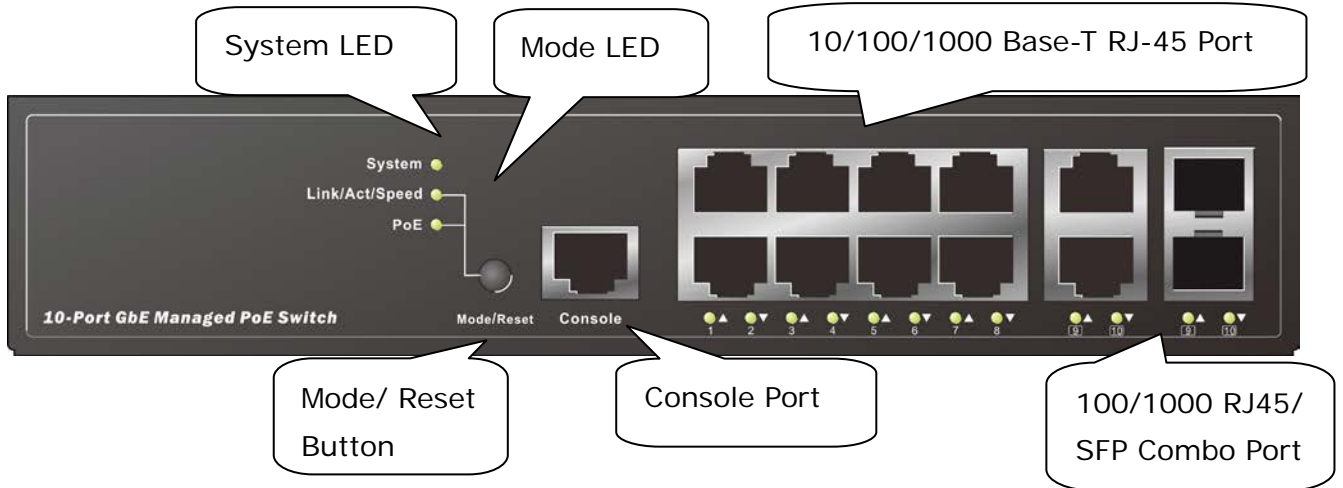 System LED
Mode LED
10/100/1000 Base-T RJ-45 Port
System
Link/Act/Speed
PoE
10-Port GbE Managed PoE Switch
Mode/Reset
Console
1 2 3 4 5 6 7 8
9 10
9 10
Mode/ Reset
Button
Console Port
100/1000 RJ45/
SFP Combo Port